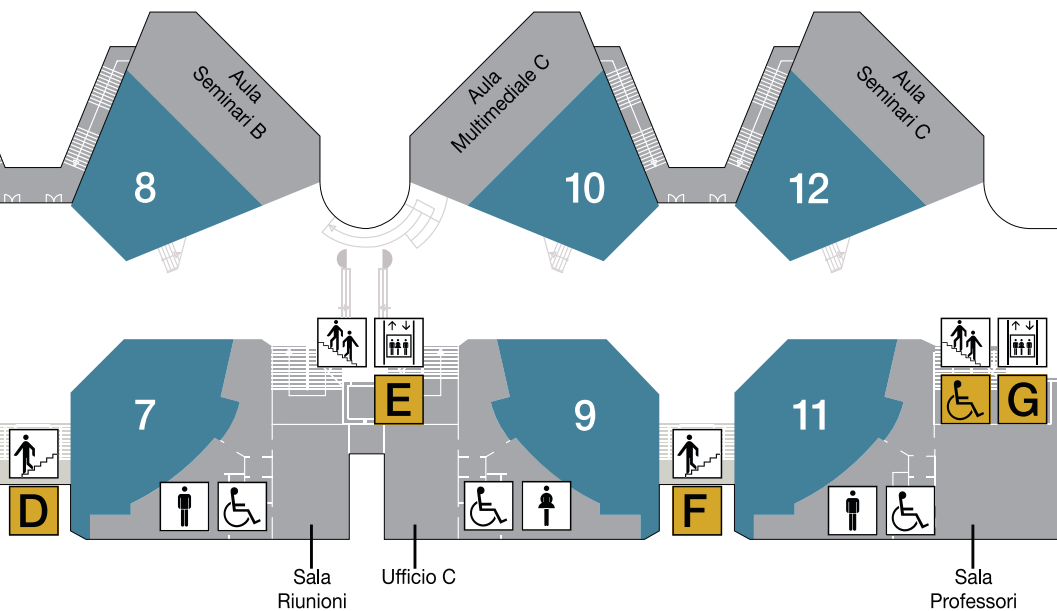 Aula
Seminari B
Aula
Multimediale C
Aula
Seminari C
8
10
12
7
E
9
11
G
D
F
Sala
Riunioni
Ufficio C
Sala
Professori